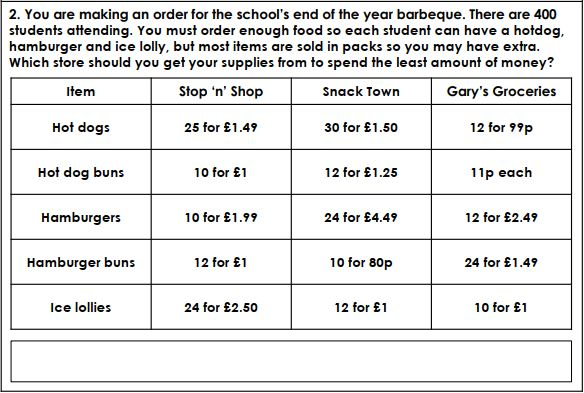 2. You are making an order for the school's end of the year barbeque. There are 400
students attending. You must order enough food so each student can have a hotdog,
hamburger and ice lolly, but most items are sold in packs so you may have extra.
Which store should you get your supplies from to spend the least amount of money?
Item Stop 'n' Shop Snack Town Gary's Groceries
Hot dogs 25 for £1.49 30 for £1.50 12 for 99p
Hot dog buns 10 for £1 12 for £1.25 11p each
Hamburgers 10 for £1.99 24 for £4.49 12 for £2.49
Hamburger buns 12 for £1 10 for 80p 24 for £1.49
Ice lollies 24 for £2.50 12 for £1 10 for £1